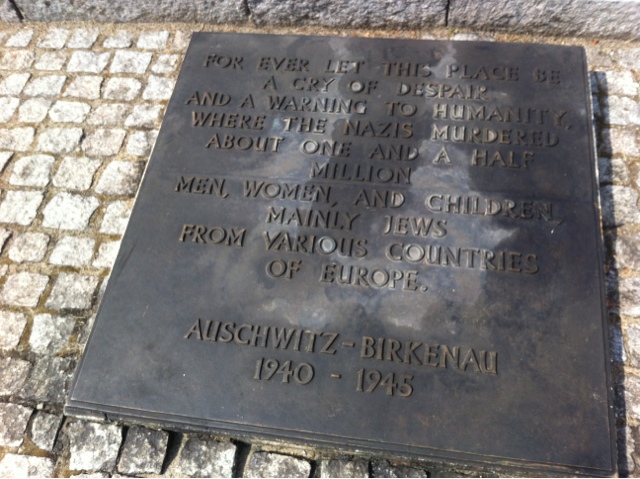 FOR EVER LET THIS PLACE BE
A CRY OF DESPAIR
AND A WARNING TO HUMANITY,
WHERE THE NAZIS MURDERED
ABOUT ONE AND A HALF
MILLION
MEN, WOMEN, AND CHILDREN,
MAINLY JEWS
FROM VARIOUS COUNTRIES
OF EUROPE.
AUSCHWITZ-BIRKENAU
1940 - 1945